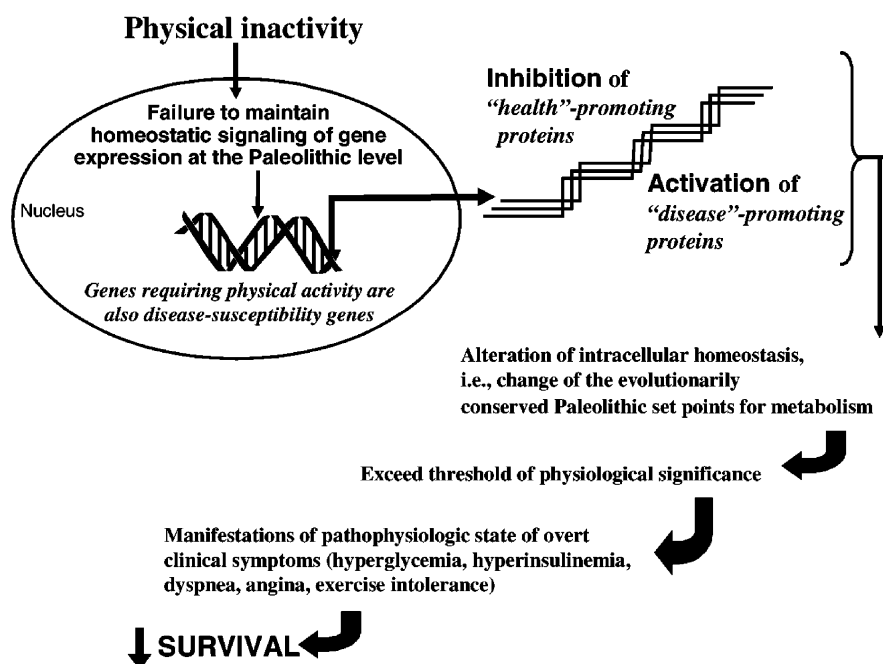 Physical inactivity
Failure to maintain
homeostatic signaling of gene
expression at the Paleolithic level
Nucleus
Genes requiring physical activity are
also disease-susceptibility genes
Inhibition of
“health”-promoting
proteins
Activation of
“disease”-promoting
proteins
Alteration of intracellular homeostasis,
i.e., change of the evolutionarily
conserved Paleolithic set points for metabolism
Exceed threshold of physiological significance
Manifestations of pathophysiologic state of overt
clinical symptoms (hyperglycemia, hyperinsulinemia,
dyspnea, angina, exercise intolerance)
SURVIVAL